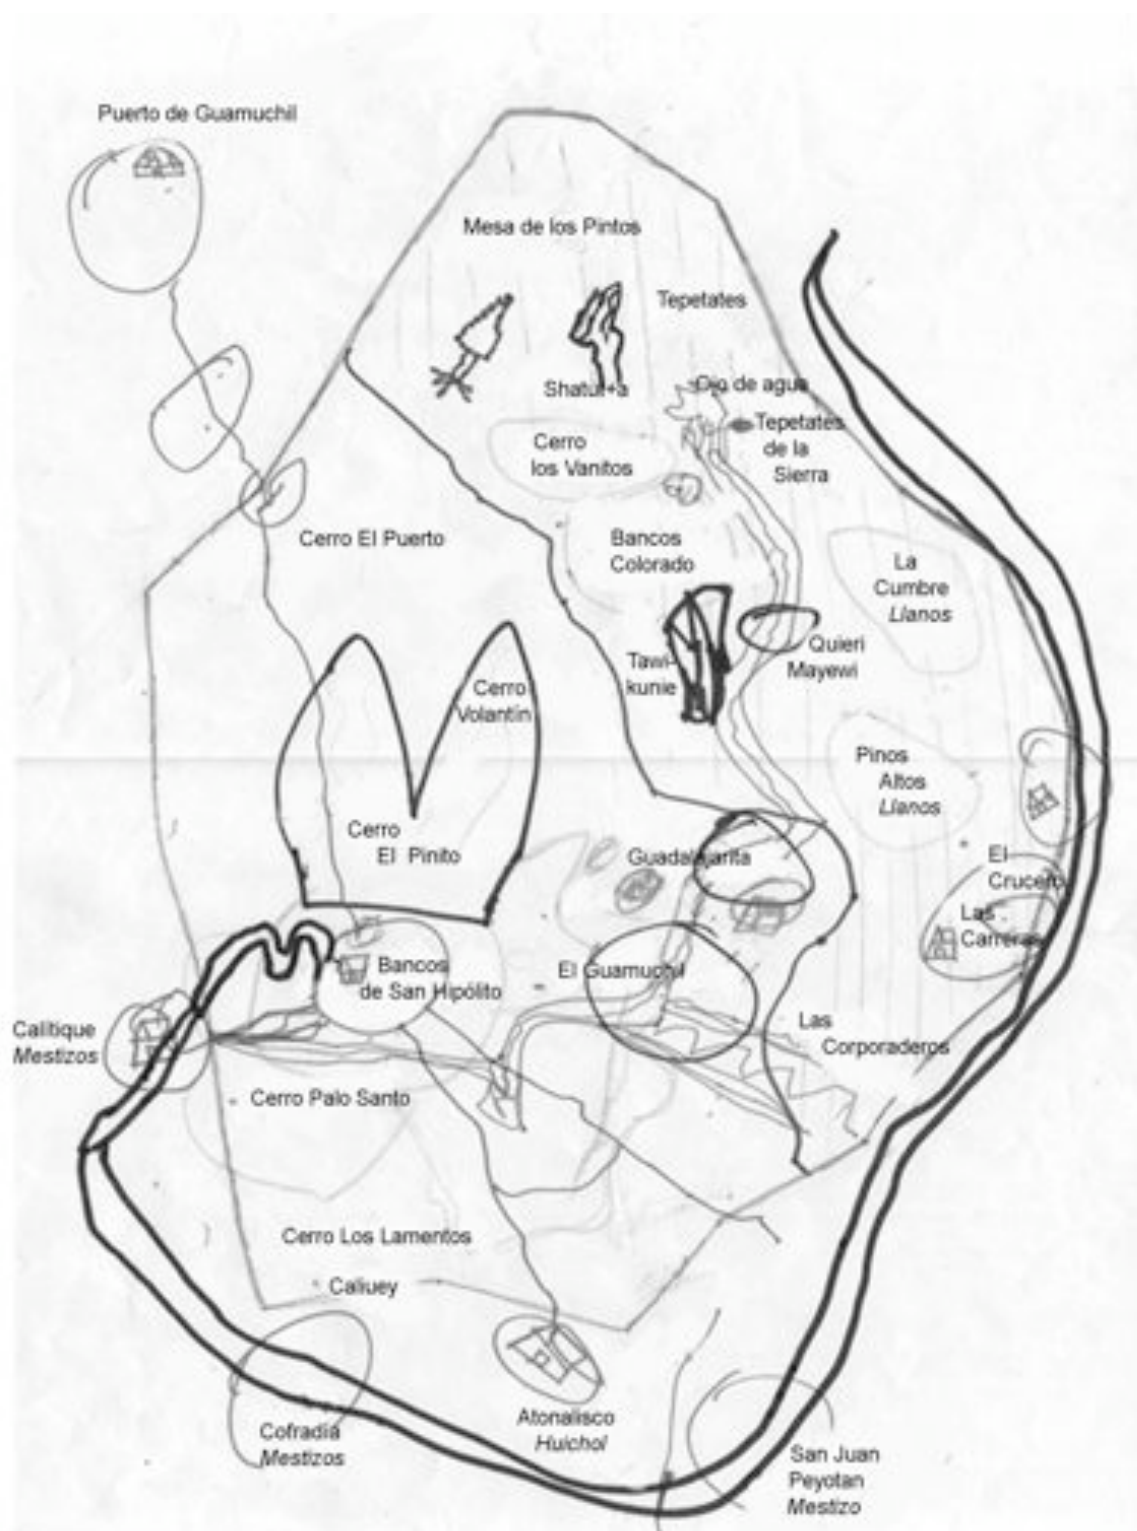 Puerto de Guamuchil
Mesa de los Pintos
Tepetates
Shatui+a
Ojo de agua
Cerro
los Vanitos
Tepetates
de la
Sierra
Cerro El Puerto
Bancos
Colorado
La
Cumbre
Llanos
Tawi-
kunie
Quieri
Mayewi
Cerro
Volantín
Pinos
Altos
Llanos
Cerro
El Pinito
Guadalajarita
El
Crucero
Las
Carreras
Bancos
de San Hipólito
El Guamuchil
Calítique
Mestizos
Las
Corporaderos
Cerro Palo Santo
Cerro Los Lamentos
Caliuey
Cofradía
Mestizos
Atonalisco
Huichol
San Juan
Peyotan
Mestizo